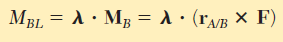 M_BL = λ · M_B = λ · (r_A/B × F)